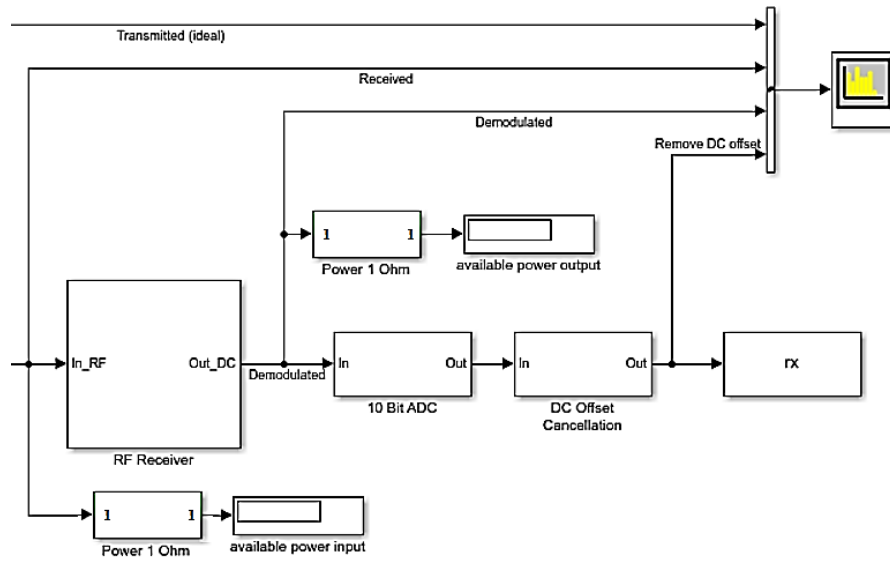 Transmitted (ideal)
Received
Demodulated
Remove DC offset
1 1
Power 1 Ohm
available power output
In_RF Out_DC
RF Receiver
Demodulated
In Out
10 Bit ADC
In Out
DC Offset
Cancellation
rx
1 1
Power 1 Ohm
available power input